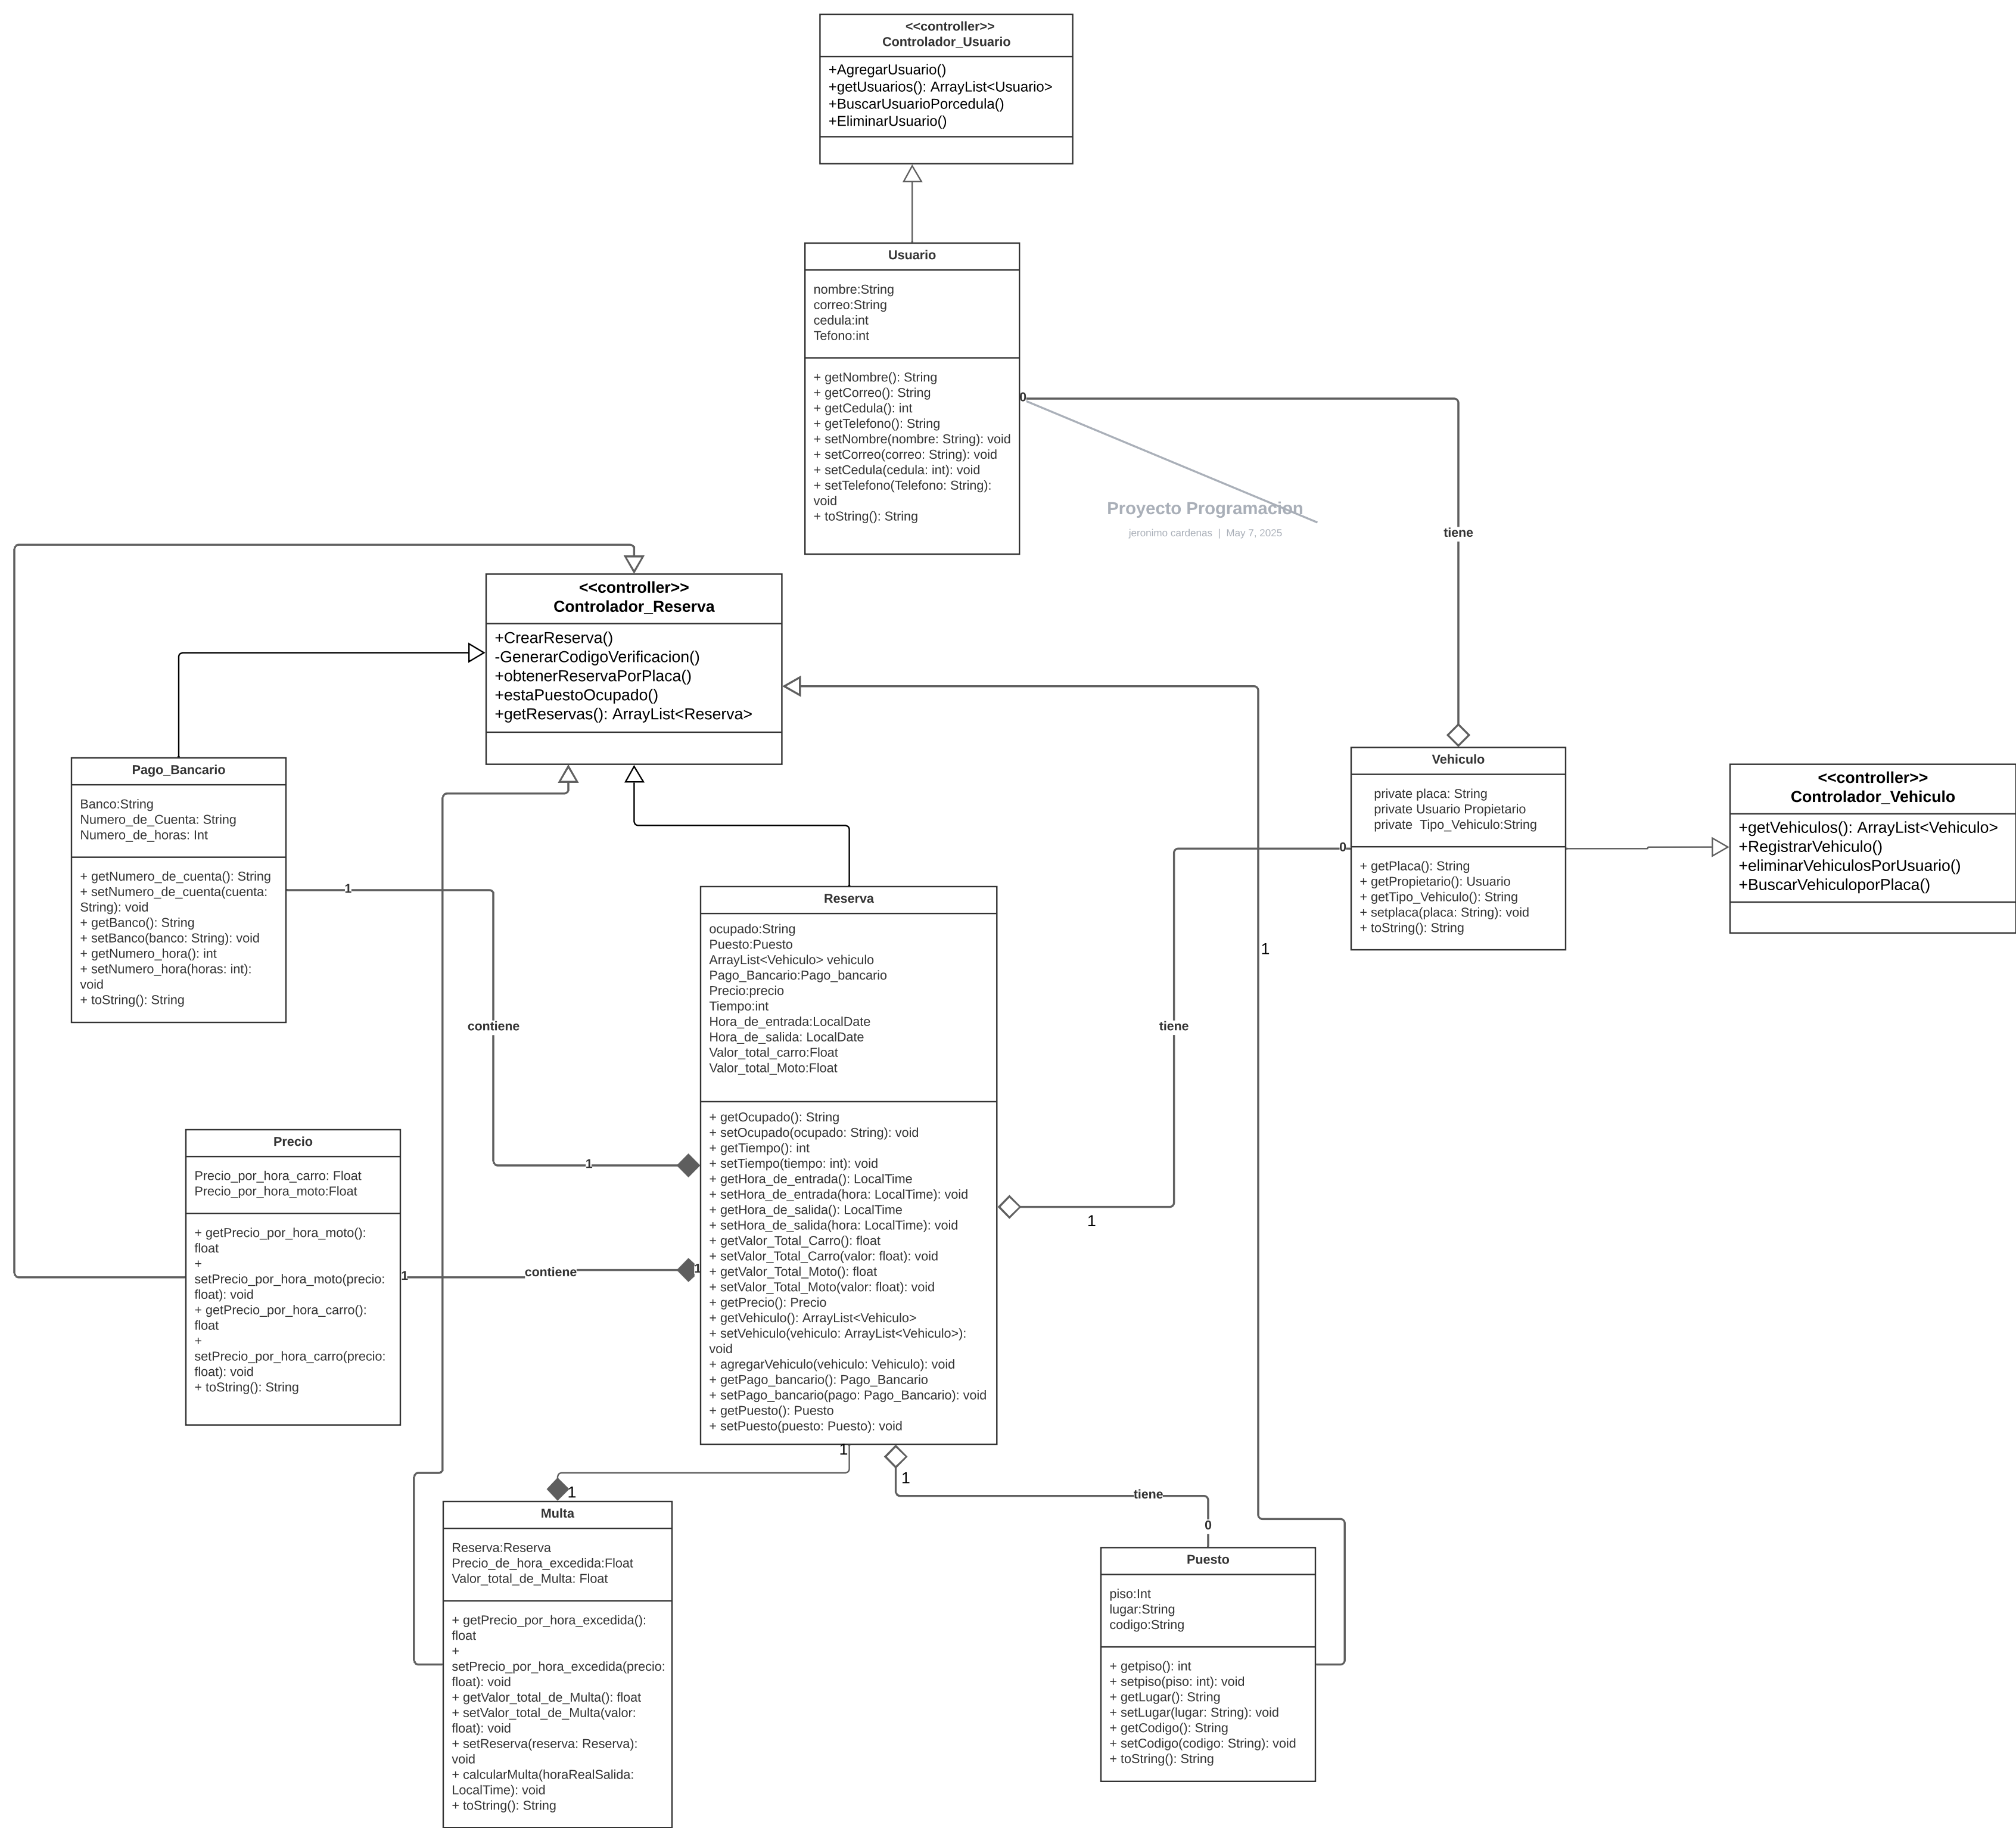 <<controller>>
Controlador_Usuario
+AgregarUsuario()
+getUsuarios(): ArrayList<Usuario>
+BuscarUsuarioPorcedula()
+EliminarUsuario()
Usuario
nombre:String
correo:String
cedula:int
Tefono:int
+ getNombre(): String
+ getCorreo(): String
+ getCedula(): int
+ getTelefono(): String
+ setNombre(nombre: String): void
+ setCorreo(correo: String): void
+ setCedula(cedula: int): void
+ setTelefono(Telefono: String):
void
+ toString(): String
0
Proyecto Programacion
jeronimo cardenas | May 7, 2025
tiene
<<controller>>
Controlador_Reserva
+CrearReserva()
-GenerarCodigoVerificacion()
+obtenerReservaPorPlaca()
+estaPuestoOcupado()
+getReservas(): ArrayList<Reserva>
Pago_Bancario
Banco:String
Numero_de_Cuenta: String
Numero_de_horas: Int
+ getNumero_de_cuenta(): String
+ setNumero_de_cuenta(cuenta:
String): void
+ getBanco(): String
+ setBanco(banco: String): void
+ getNumero_hora(): int
+ setNumero_hora(horas: int):
void
+ toString(): String
1
contiene
1
Vehiculo
private placa: String
private Usuario Propietario
private  Tipo_Vehiculo:String
+ getPlaca(): String
+ getPropietario(): Usuario
+ getTipo_Vehiculo(): String
+ setplaca(placa: String): void
+ toString(): String
0
tiene
1
1
<<controller>>
Controlador_Vehiculo
+getVehiculos(): ArrayList<Vehiculo>
+RegistrarVehiculo()
+eliminarVehiculosPorUsuario()
+BuscarVehiculoporPlaca()
Reserva
ocupado:String
Puesto:Puesto
ArrayList<Vehiculo> vehiculo
Pago_Bancario:Pago_bancario
Precio:precio
Tiempo:int
Hora_de_entrada:LocalDate
Hora_de_salida: LocalDate
Valor_total_carro:Float
Valor_total_Moto:Float
+ getOcupado(): String
+ setOcupado(ocupado: String): void
+ getTiempo(): int
+ setTiempo(tiempo: int): void
+ getHora_de_entrada(): LocalTime
+ setHora_de_entrada(hora: LocalTime): void
+ getHora_de_salida(): LocalTime
+ setHora_de_salida(hora: LocalTime): void
+ getValor_Total_Carro(): float
+ setValor_Total_Carro(valor: float): void
+ getValor_Total_Moto(): float
+ setValor_Total_Moto(valor: float): void
+ getPrecio(): Precio
+ getVehiculo(): ArrayList<Vehiculo>
+ setVehiculo(vehiculo: ArrayList<Vehiculo>):
void
+ agregarVehiculo(vehiculo: Vehiculo): void
+ getPago_bancario(): Pago_Bancario
+ setPago_bancario(pago: Pago_Bancario): void
+ getPuesto(): Puesto
+ setPuesto(puesto: Puesto): void
Precio
Precio_por_hora_carro: Float
Precio_por_hora_moto:Float
+ getPrecio_por_hora_moto():
float
+
setPrecio_por_hora_moto(precio:
float): void
+ getPrecio_por_hora_carro():
float
+
setPrecio_por_hora_carro(precio:
float): void
+ toString(): String
1
contiene
1
1
1
Multa
Reserva:Reserva
Precio_de_hora_excedida:Float
Valor_total_de_Multa: Float
+ getPrecio_por_hora_excedida():
float
+
setPrecio_por_hora_excedida(precio:
float): void
+ getValor_total_de_Multa(): float
+ setValor_total_de_Multa(valor:
float): void
+ setReserva(reserva: Reserva):
void
+ calcularMulta(horaRealSalida:
LocalTime): void
+ toString(): String
1
tiene
0
Puesto
piso:Int
lugar:String
codigo:String
+ getpiso(): int
+ setpiso(piso: int): void
+ getLugar(): String
+ setLugar(lugar: String): void
+ getCodigo(): String
+ setCodigo(codigo: String): void
+ toString(): String